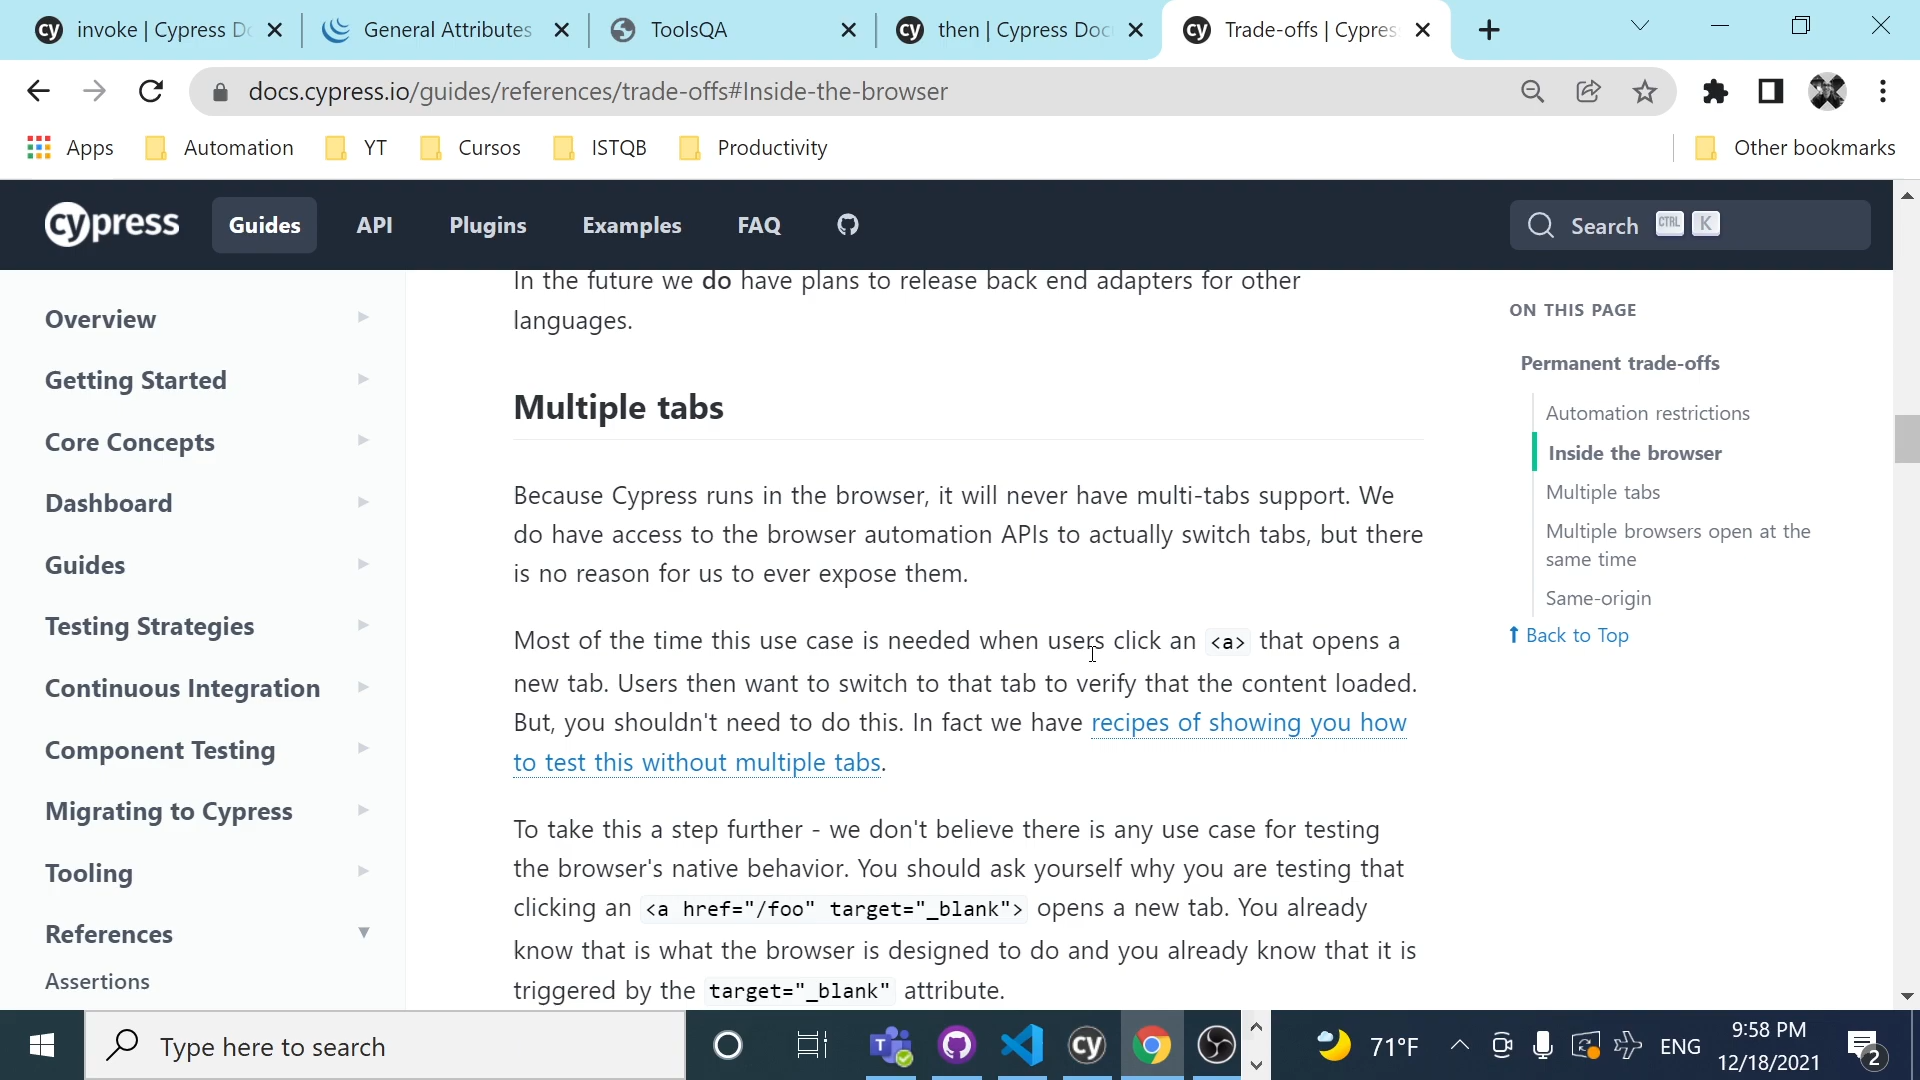 invoke | Cypress Do
General Attributes
ToolsQA
then | Cypress Doc
Trade-offs | Cypres
docs.cypress.io/guides/references/trade-offs#Inside-the-browser
Apps
Automation
YT
Cursos
ISTQB
Productivity
Other bookmarks
cypress
Guides
API
Plugins
Examples
FAQ
Search CTRL K
Overview
Getting Started
Core Concepts
Dashboard
Guides
Testing Strategies
Continuous Integration
Component Testing
Migrating to Cypress
Tooling
References
Assertions
In the future we do have plans to release back end adapters for other
languages.
Multiple tabs
Because Cypress runs in the browser, it will never have multi-tabs support. We
do have access to the browser automation APIs to actually switch tabs, but there
is no reason for us to ever expose them.
Most of the time this use case is needed when users click an <a> that opens a
new tab. Users then want to switch to that tab to verify that the content loaded.
But, you shouldn't need to do this. In fact we have recipes of showing you how
to test this without multiple tabs.
To take this a step further - we don't believe there is any use case for testing
the browser's native behavior. You should ask yourself why you are testing that
clicking an <a href="/foo" target="_blank"> opens a new tab. You already
know that is what the browser is designed to do and you already know that it is
triggered by the target="_blank" attribute.
ON THIS PAGE
Permanent trade-offs
Automation restrictions
Inside the browser
Multiple tabs
Multiple browsers open at the
same time
Same-origin
Back to Top
Type here to search
cy
71°F
ENG
9:58 PM
12/18/2021
2